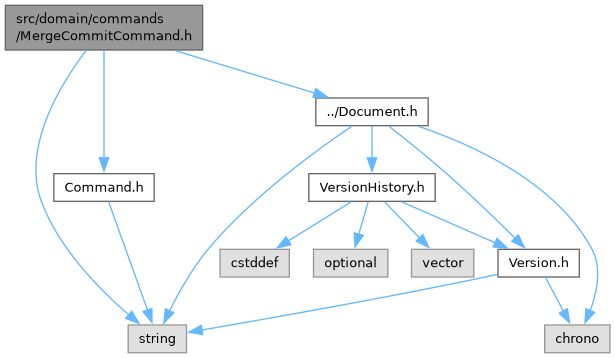 src/domain/commands
/MergeCommitCommand.h
../Document.h
Command.h
VersionHistory.h
cstddef
optional
vector
Version.h
string
chrono